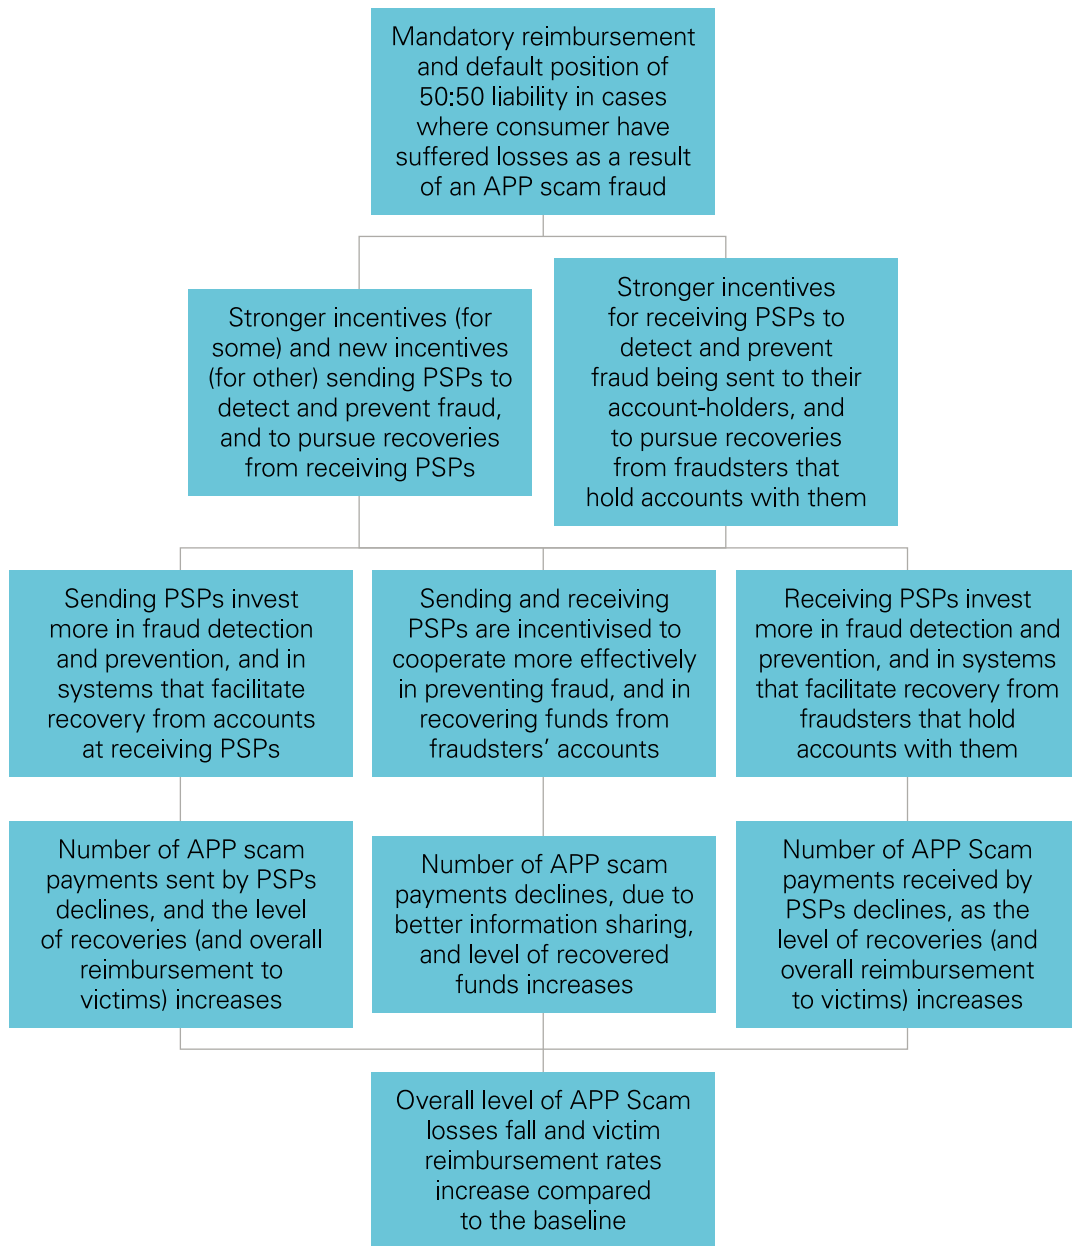 Mandatory reimbursement
and default position of
50:50 liability in cases
where consumer have
suffered losses as a result
of an APP scam fraud
Stronger incentives (for
some) and new incentives
(for other) sending PSPs to
detect and prevent fraud,
and to pursue recoveries
from receiving PSPs
Stronger incentives
for receiving PSPs to
detect and prevent
fraud being sent to their
account-holders, and
to pursue recoveries
from fraudsters that
hold accounts with them
Sending PSPs invest
more in fraud detection
and prevention, and in
systems that facilitate
recovery from accounts
at receiving PSPs
Sending and receiving
PSPs are incentivised to
cooperate more effectively
in preventing fraud, and in
recovering funds from
fraudsters’ accounts
Receiving PSPs invest
more in fraud detection and
prevention, and in systems
that facilitate recovery from
fraudsters that hold
accounts with them
Number of APP scam
payments sent by PSPs
declines, and the level
of recoveries (and overall
reimbursement to
victims) increases
Number of APP scam
payments declines, due to
better information sharing,
and level of recovered
funds increases
Number of APP Scam
payments received by
PSPs declines, as the
level of recoveries (and
overall reimbursement
to victims) increases
Overall level of APP Scam
losses fall and victim
reimbursement rates
increase compared
to the baseline